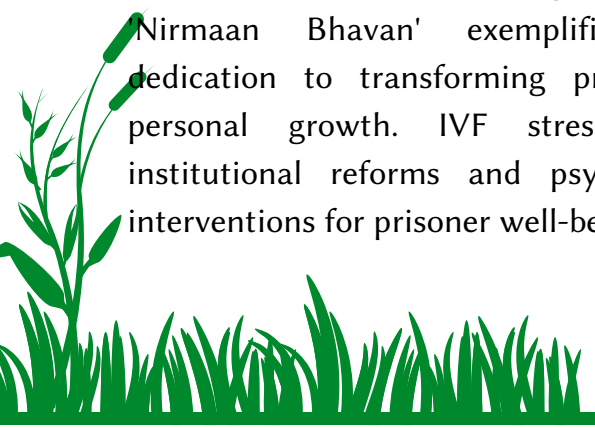 'Nirmaan Bhavan' exemplifi
dedication to transforming pr
personal growth. IVF stres
institutional reforms and psy
interventions for prisoner well-be